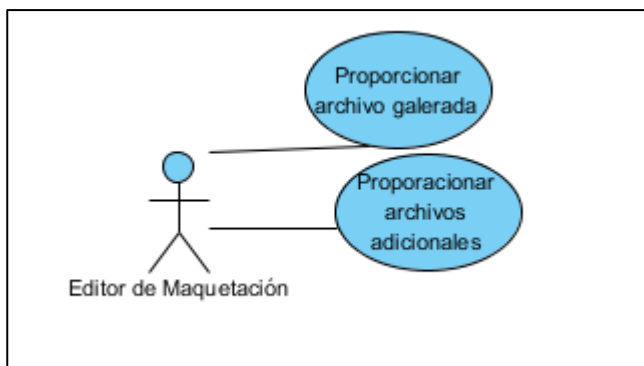 Proporcionar
archivo galerada
Proporacionar
archivos
adicionales
Editor de Maquetación